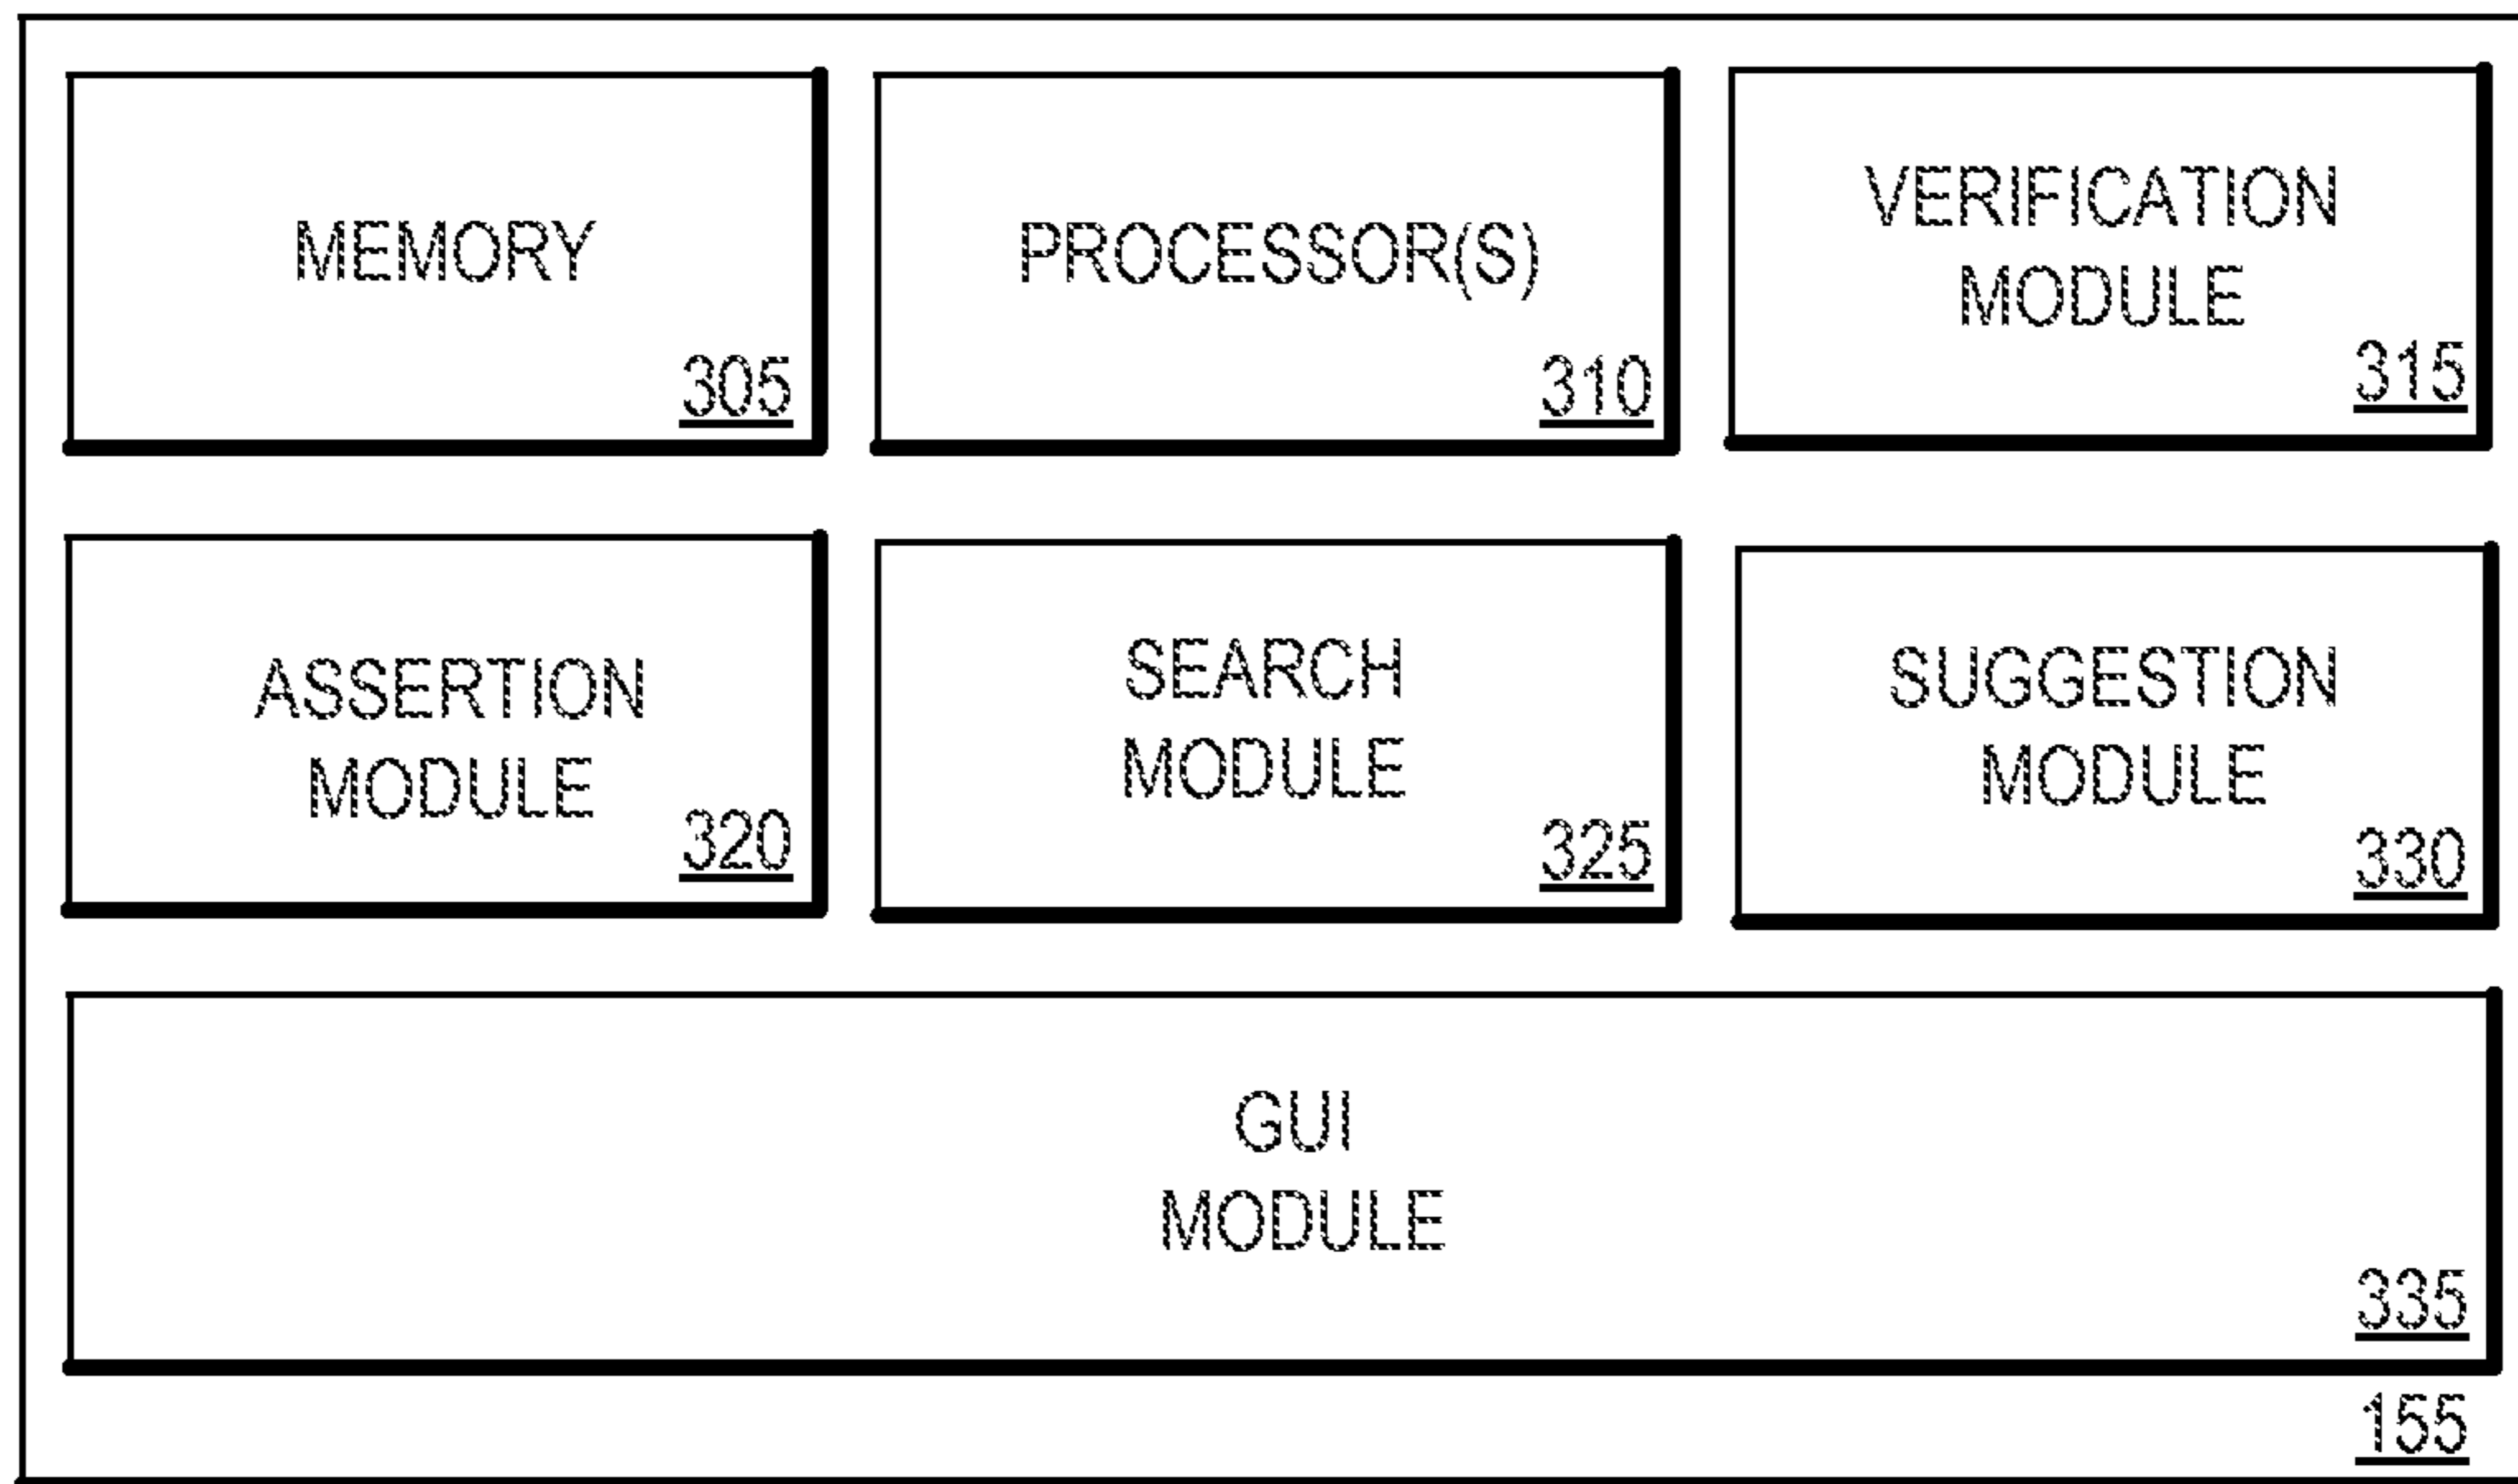 MEMORY
305
PROCESSOR(S)
310
VERIFICATION
MODULE
315
ASSERTION
MODULE
320
SEARCH
MODULE
325
SUGGESTION
MODULE
330
GUI
MODULE
335
155